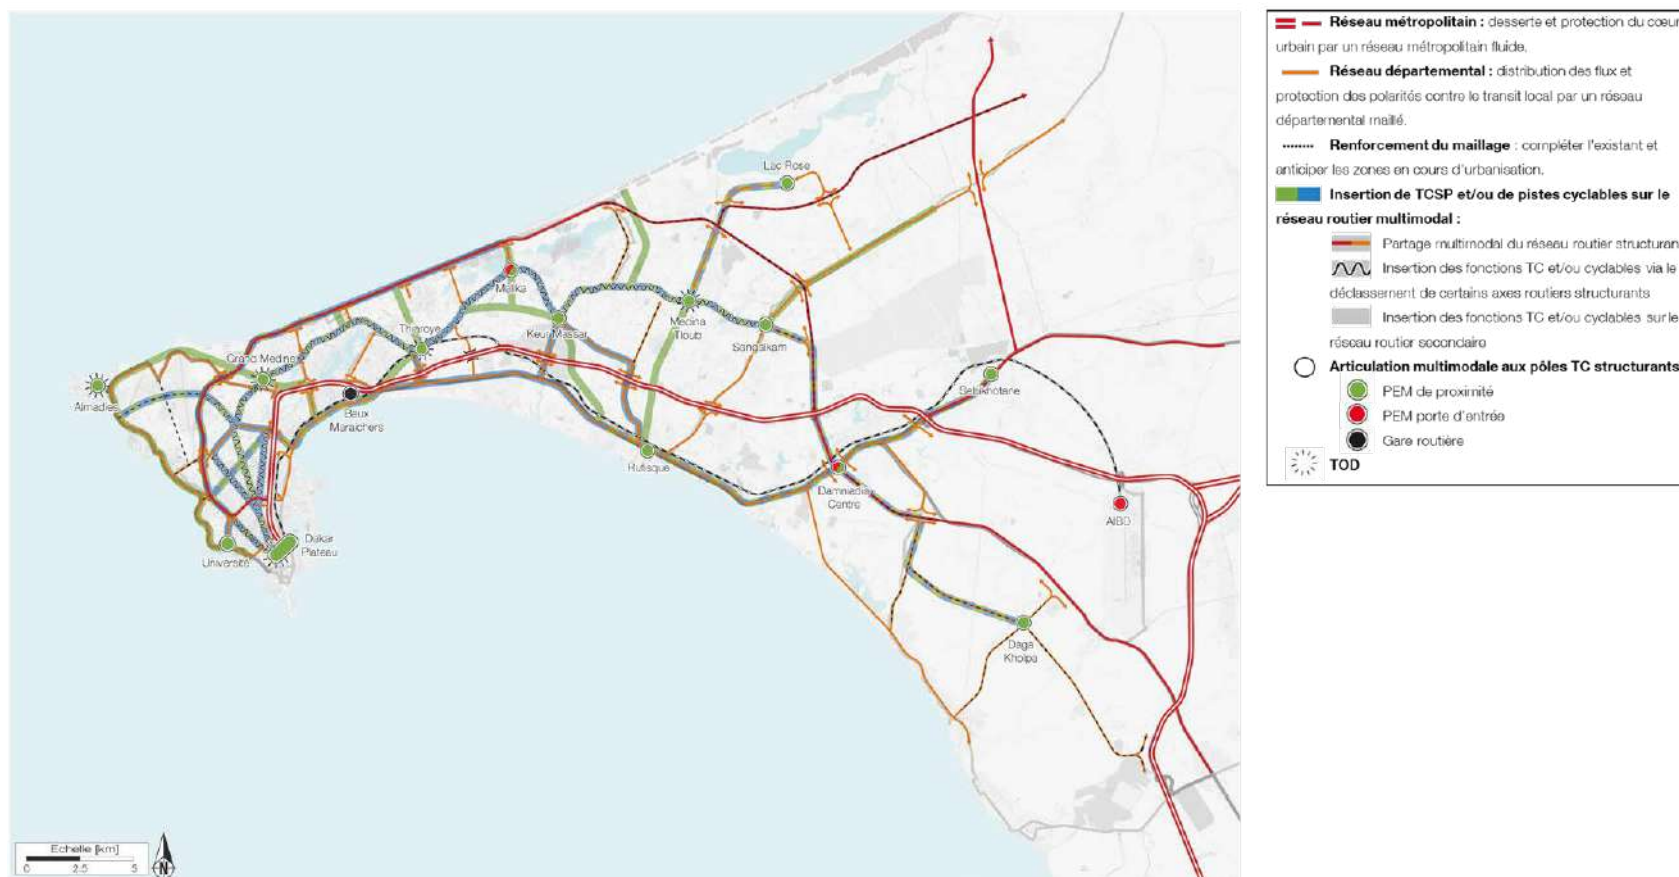 Réseau métropolitain : desserte et protection du cœur
urbain par un réseau métropolitain fluide.
Réseau départemental : distribution des flux et
protection des polarités contre le transit local par un réseau
départemental maillé.
Renforcement du maillage : compléter l'existant et
anticiper les zones en cours d'urbanisation.
Insertion de TCSP et/ou de pistes cyclables sur le
réseau routier multimodal :
Partage multimodal du réseau routier structuran
Insertion des fonctions TC et/ou cyclables via le
déclassement de certains axes routiers structurants
Insertion des fonctions TC et/ou cyclables sur le
réseau routier secondaire
Articulation multimodale aux pôles TC structurants
PEM de proximité
PEM porte d'entrée
Gare routière
TOD
Lac Rose
Malika
Thiaroye
Keur Massar
Medina
Tioub
Sangalkam
Grand Medine
Almadies
Baux
Maraichers
Sebikhotane
Rufisque
Damniadio
Centre
AIBD
Dakar
Plateau
Université
Daga
Kholpa
Echelle [km]
0 2.5 5
N